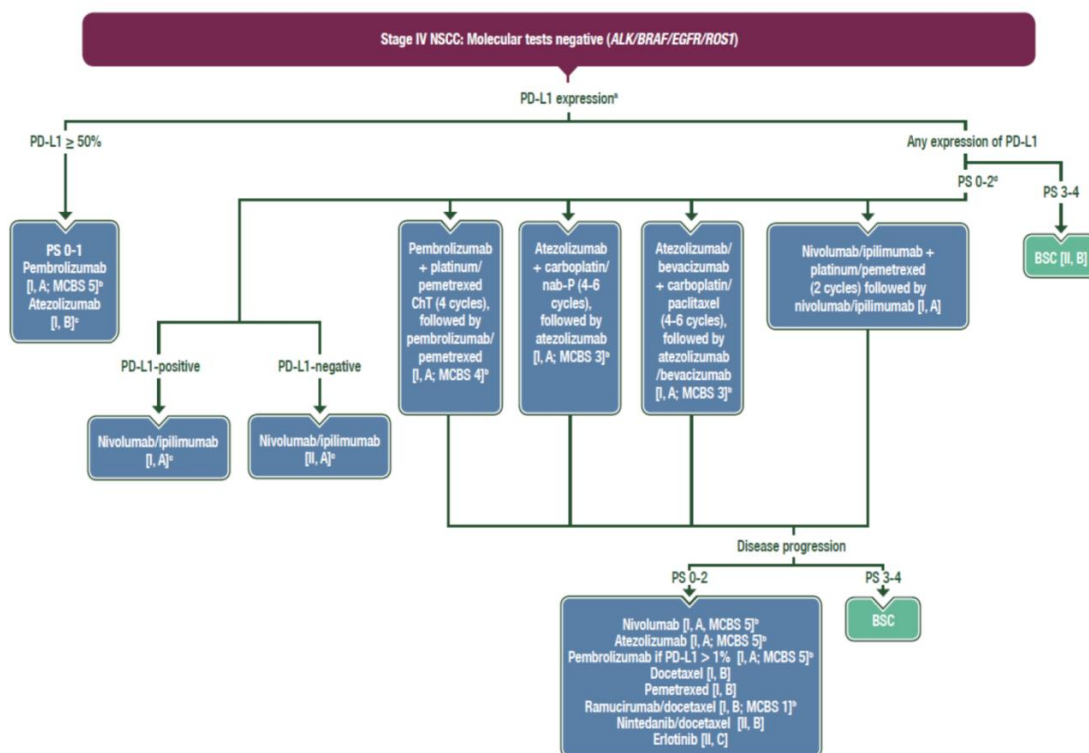 Stage IV NSCC: Molecular tests negative (ALK/BRAF/EGFR/ROS1)
PD-L1 expressionᵃ
PD-L1 ≥ 50%
Any expression of PD-L1
PS 0-2ᵈ
PS 3-4
PS 0-1
Pembrolizumab
[I, A; MCBS 5]ᵇ
Atezolizumab
[I, B]ᶜ
Pembrolizumab
+ platinum/
pemetrexed
ChT (4 cycles),
followed by
pembrolizumab/
pemetrexed
[I, A; MCBS 4]ᵇ
Atezolizumab
+ carboplatin/
nab-P (4-6
cycles),
followed by
atezolizumab
[I, A; MCBS 3]ᵇ
Atezolizumab/
bevacizumab
+ carboplatin/
paclitaxel
(4-6 cycles),
followed by
atezolizumab
/bevacizumab
[I, A; MCBS 3]ᵇ
Nivolumab/ipilimumab +
platinum/pemetrexed
(2 cycles) followed by
nivolumab/ipilimumab [I, A]
BSC [II, B]
PD-L1-positive
PD-L1-negative
Nivolumab/ipilimumab
[I, A]ᶜ
Nivolumab/ipilimumab
[II, A]ᶜ
Disease progression
PS 0-2
PS 3-4
Nivolumab [I, A, MCBS 5]ᵇ
Atezolizumab [I, A; MCBS 5]ᵇ
Pembrolizumab if PD-L1 > 1% [I, A; MCBS 5]ᵇ
Docetaxel [I, B]
Pemetrexed [I, B]
Ramucirumab/docetaxel [I, B; MCBS 1]ᵇ
Nintedanib/docetaxel [II, B]
Erlotinib [II, C]
BSC